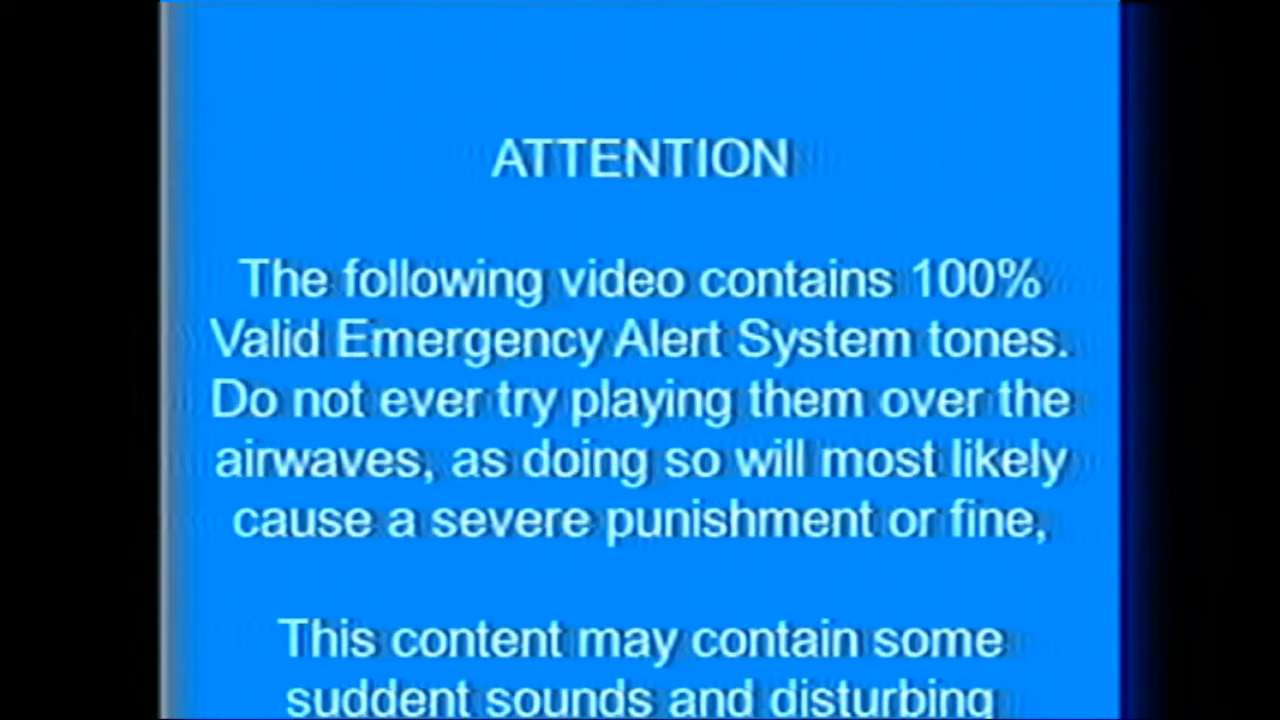 ATTENTION
The following video contains 100%
Valid Emergency Alert System tones.
Do not ever try playing them over the
airwaves, as doing so will most likely
cause a severe punishment or fine,
This content may contain some
suddent sounds and disturbing